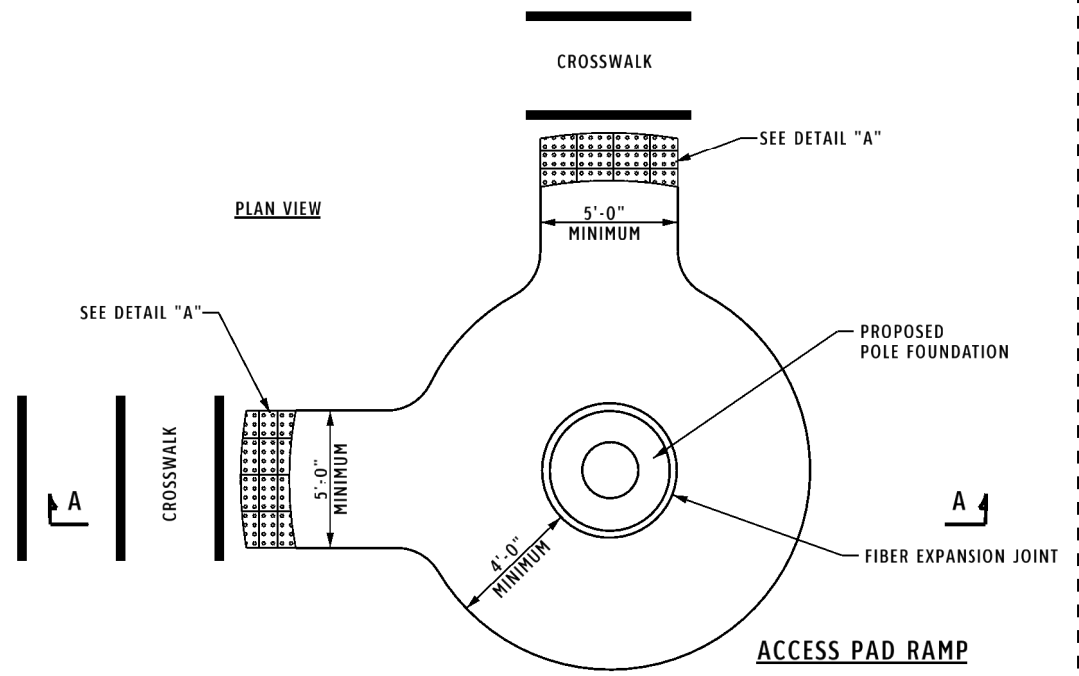 CROSSWALK
SEE DETAIL "A"
PLAN VIEW
5'-0"
MINIMUM
SEE DETAIL "A"
PROPOSED
POLE FOUNDATION
CROSSWALK
5'-0"
MINIMUM
A
A
4'-0"
MINIMUM
FIBER EXPANSION JOINT
ACCESS PAD RAMP